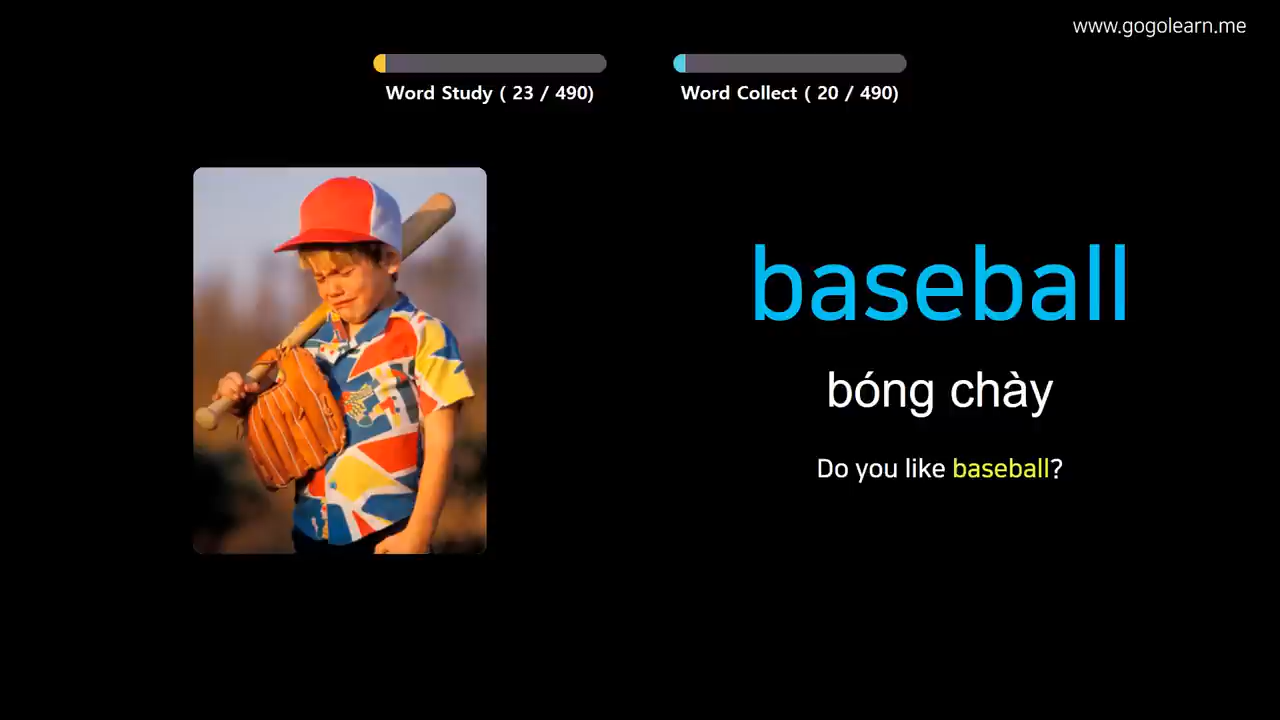 www.gogolearn.me
Word Study ( 23 / 490)
Word Collect ( 20 / 490)
baseball
bóng chày
Do you like baseball?